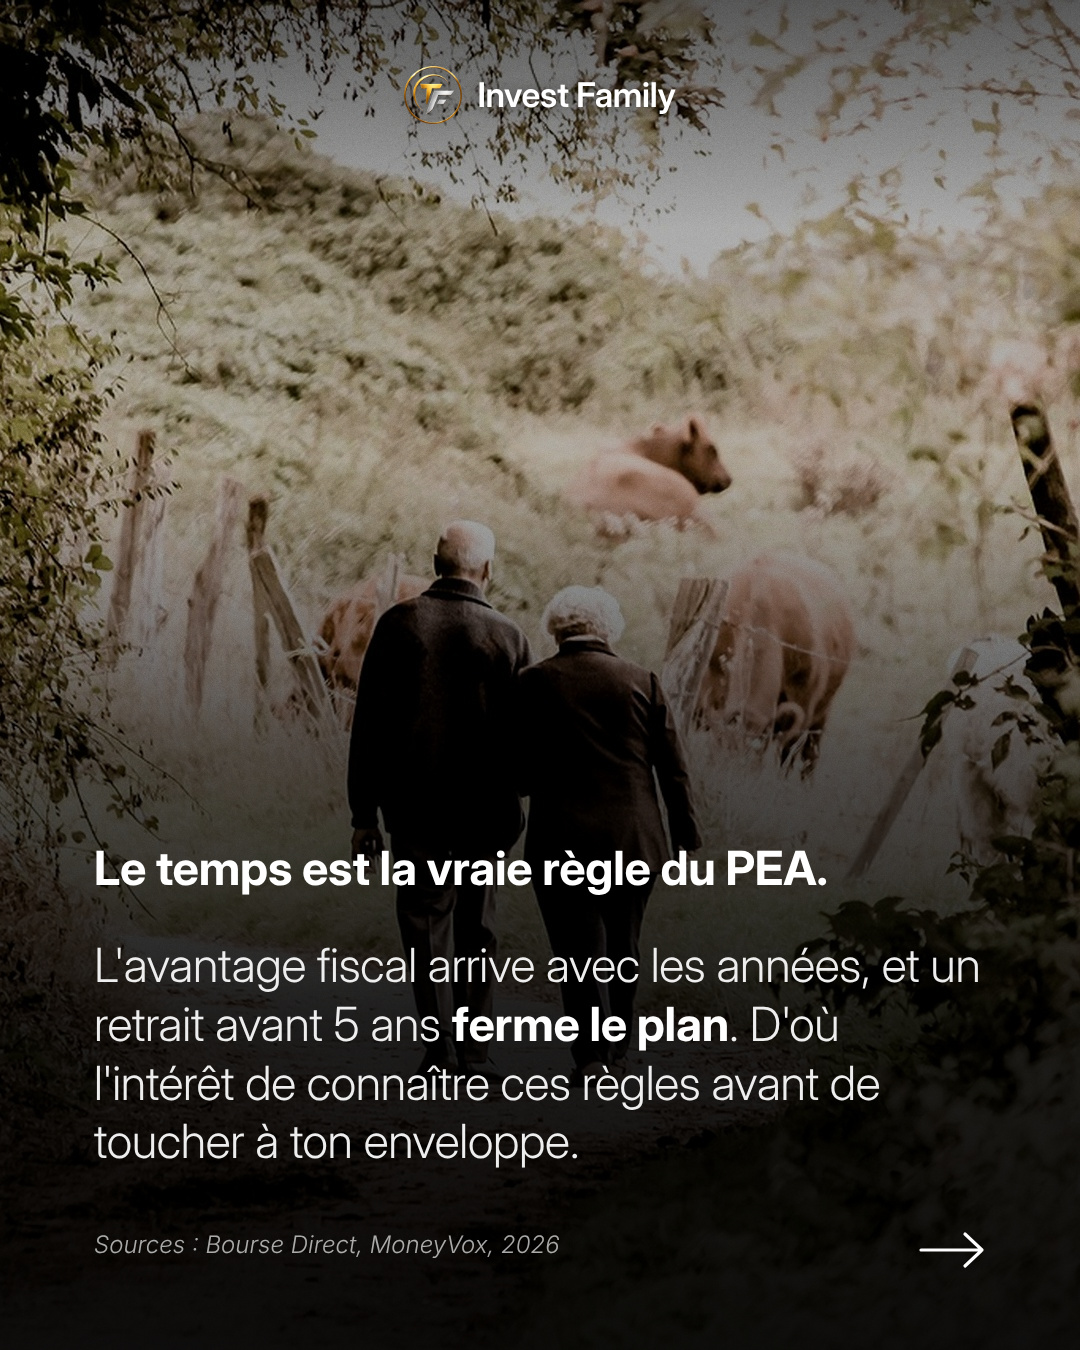 TF Invest Family
Le temps est la vraie règle du PEA.
L'avantage fiscal arrive avec les années, et un
retrait avant 5 ans ferme le plan. D'où
l'intérêt de connaître ces règles avant de
toucher à ton enveloppe.
Sources : Bourse Direct, MoneyVox, 2026